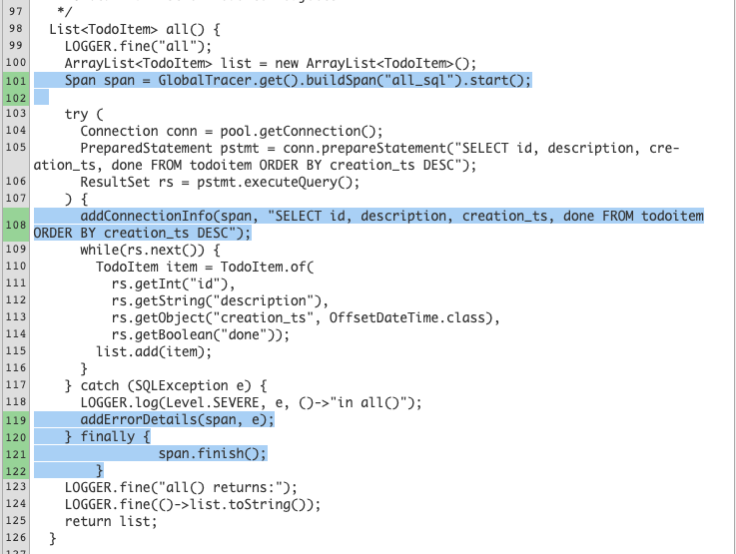 97 */
98 List<TodoItem> all() {
99 LOGGER.fine("all");
100 ArrayList<TodoItem> list = new ArrayList<TodoItem>();
101 Span span = GlobalTracer.get().buildSpan("all_sql").start();
102
103 try (
104 Connection conn = pool.getConnection();
105 PreparedStatement pstmt = conn.prepareStatement("SELECT id, description, cre-
ation_ts, done FROM todoitem ORDER BY creation_ts DESC");
106 ResultSet rs = pstmt.executeQuery();
107 ) {
108 addConnectionInfo(span, "SELECT id, description, creation_ts, done FROM todoitem
ORDER BY creation_ts DESC");
109 while(rs.next()) {
110 TodoItem item = TodoItem.of(
111 rs.getInt("id"),
112 rs.getString("description"),
113 rs.getObject("creation_ts", OffsetDateTime.class),
114 rs.getBoolean("done"));
115 list.add(item);
116 }
117 } catch (SQLException e) {
118 LOGGER.log(Level.SEVERE, e, ()->"in all()");
119 addErrorDetails(span, e);
120 } finally {
121 span.finish();
122 }
123 LOGGER.fine("all() returns:");
124 LOGGER.fine(()->list.toString());
125 return list;
126 }